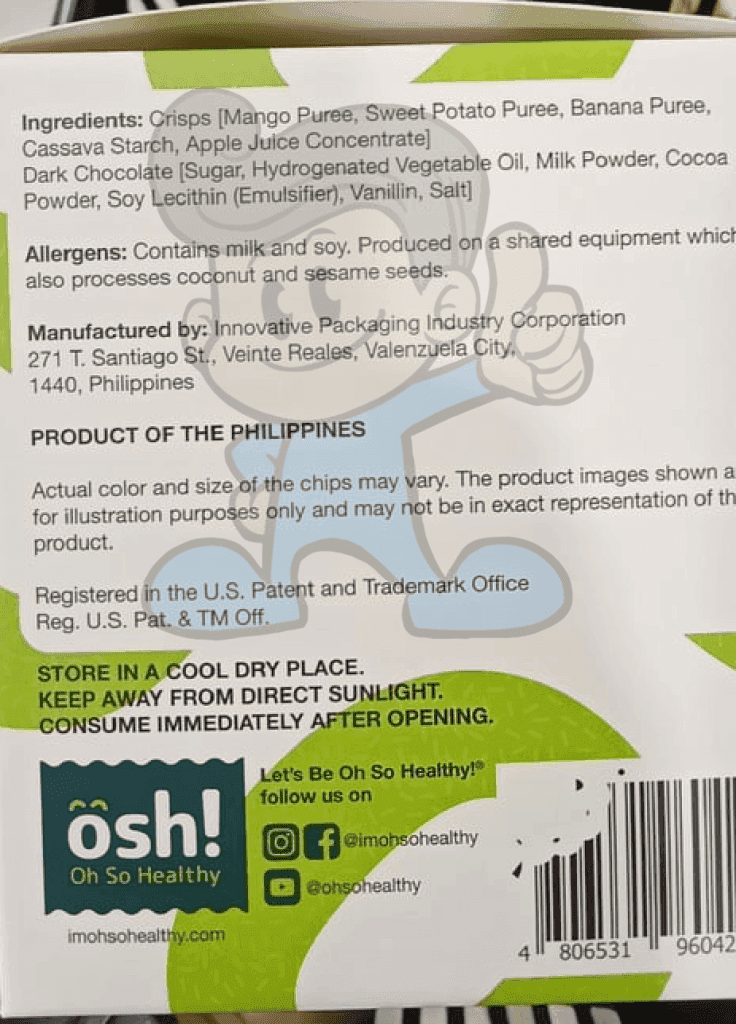 Ingredients: Crisps [Mango Puree, Sweet Potato Puree, Banana Puree,
Cassava Starch, Apple Juice Concentrate]
Dark Chocolate [Sugar, Hydrogenated Vegetable Oil, Milk Powder, Cocoa
Powder, Soy Lecithin (Emulsifier), Vanillin, Salt]
Allergens: Contains milk and soy. Produced on a shared equipment which
also processes coconut and sesame seeds.
Manufactured by: Innovative Packaging Industry Corporation
271 T. Santiago St., Veinte Reales, Valenzuela City,
1440, Philippines
PRODUCT OF THE PHILIPPINES
Actual color and size of the chips may vary. The product images shown
for illustration purposes only and may not be in exact representation of
product.
Registered in the U.S. Patent and Trademark Office
Reg. U.S. Pat. & TM Off.
STORE IN A COOL DRY PLACE.
KEEP AWAY FROM DIRECT SUNLIGHT.
CONSUME IMMEDIATELY AFTER OPENING.
ösh!
Oh So Healthy
imohsohealthy.com
Let's Be Oh So Healthy!®
follow us on
@imohsohealthy
@ohsohealthy
4 806531 96042